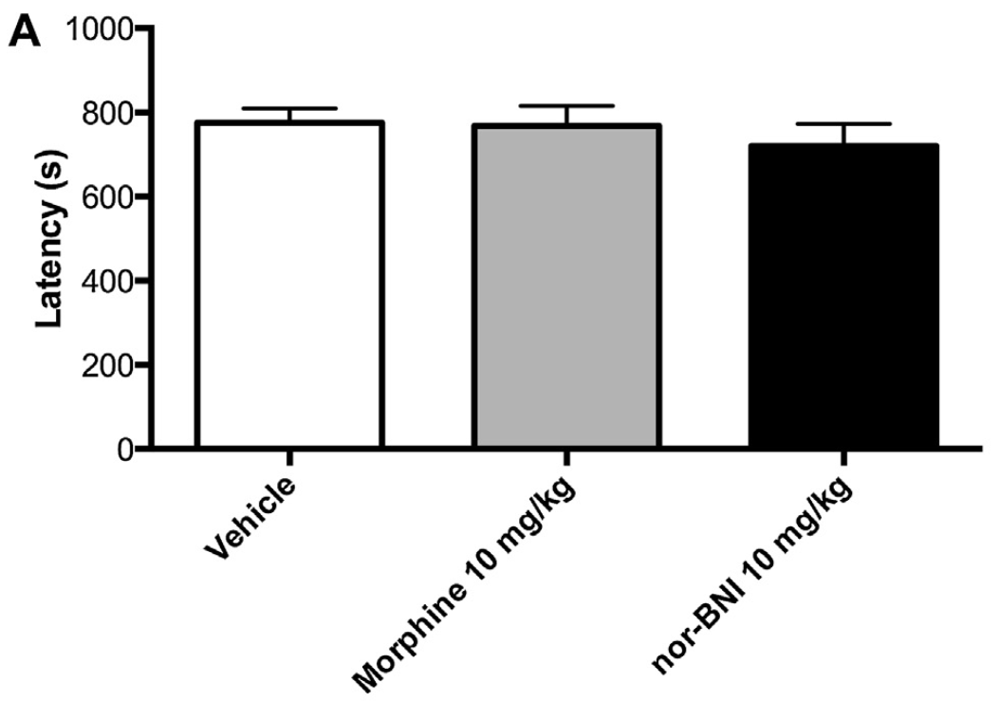 A
1000
800
600
400
200
0
Latency (s)
Vehicle
Morphine 10 mg/kg
nor-BNI 10 mg/kg